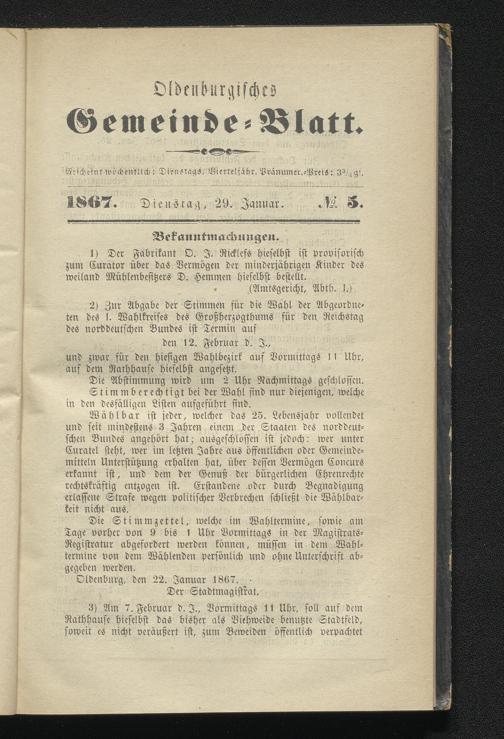 Oldenburgisches
Gemeinde-Blatt.
Erscheint wöchentlich: Dienstags. Vierteljähr. Pränumer.-Preis: 3¾ gr.
1867. Dienstag, 29. Januar. № 5.
Bekanntmachungen.
1) Der Fabrikant O. J. Ricklefs hieselbst ist provisorisch
zum Curator über das Vermögen der minderjährigen Kinder des
weiland Mühlenbesitzers D. Hemmen hieselbst bestellt.
(Amtsgericht, Abth. I.)
2) Zur Abgabe der Stimmen für die Wahl der Abgeordne-
ten des 1. Wahlkreises des Großherzogthums für den Reichstag
des norddeutschen Bundes ist Termin auf
den 12. Februar d. J.,
und zwar für den hiesigen Wahlbezirk auf Vormittags 11 Uhr,
auf dem Rathhause hieselbst angesetzt.
Die Abstimmung wird um 2 Uhr Nachmittags geschlossen.
Stimmberechtigt bei der Wahl sind nur diejenigen, welche
in den desfälligen Listen aufgeführt sind.
Wählbar ist jeder, welcher das 25. Lebensjahr vollendet
und seit mindestens 3 Jahren einem der Staaten des norddeut-
schen Bundes angehört hat; ausgeschlossen ist jedoch: wer unter
Curatel steht, wer im letzten Jahre aus öffentlichen oder Gemeinde-
mitteln Unterstützung erhalten hat, über dessen Vermögen Concurs
erkannt ist, und dem der Genuß der bürgerlichen Ehrenrechte
rechtskräftig entzogen ist. Erstandene oder durch Begnadigung
erlassene Strafe wegen politischer Verbrechen schließt die Wählbar-
keit nicht aus.
Die Stimmzettel, welche im Wahltermine, sowie am
Tage vorher von 9 bis 1 Uhr Vormittags in der Magistrats-
Registratur abgefordert werden können, müssen in dem Wahl-
termine von dem Wählenden persönlich und ohne Unterschrift ab-
gegeben werden.
Oldenburg, den 22. Januar 1867.
Der Stadtmagistrat.
3) Am 7. Februar d. J., Vormittags 11 Uhr, soll auf dem
Rathhause hieselbst das bisher als Viehweide benutzte Stadtfeld,
soweit es nicht veräußert ist, zum Beweiden öffentlich verpachtet